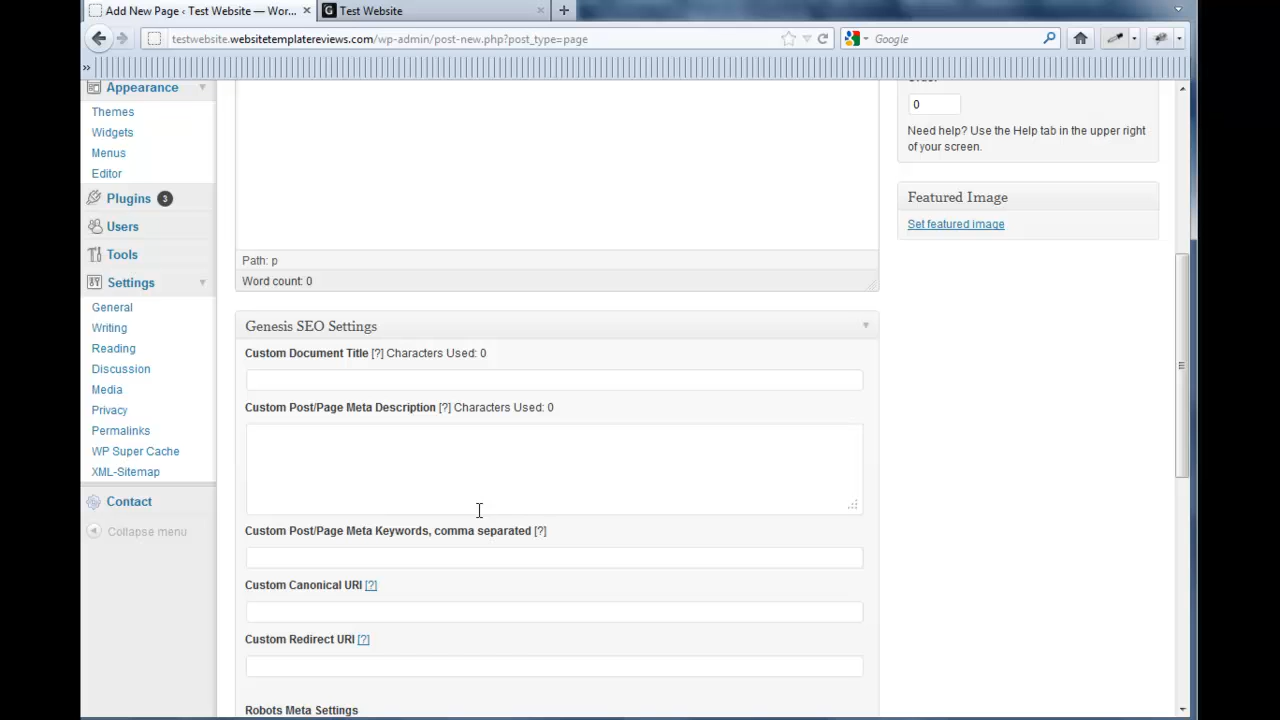 Add New Page ‹ Test Website — Wor...
Test Website
testwebsite.websitetemplatereviews.com/wp-admin/post-new.php?post_type=page
Google
»
Appearance
Themes
Widgets
Menus
Editor
Plugins 3
Users
Tools
Settings
General
Writing
Reading
Discussion
Media
Privacy
Permalinks
WP Super Cache
XML-Sitemap
Contact
Collapse menu
Path: p
Word count: 0
Genesis SEO Settings
Custom Document Title [?] Characters Used: 0
Custom Post/Page Meta Description [?] Characters Used: 0
Custom Post/Page Meta Keywords, comma separated [?]
Custom Canonical URI [?]
Custom Redirect URI [?]
Robots Meta Settings
0
Need help? Use the Help tab in the upper right
of your screen.
Featured Image
Set featured image